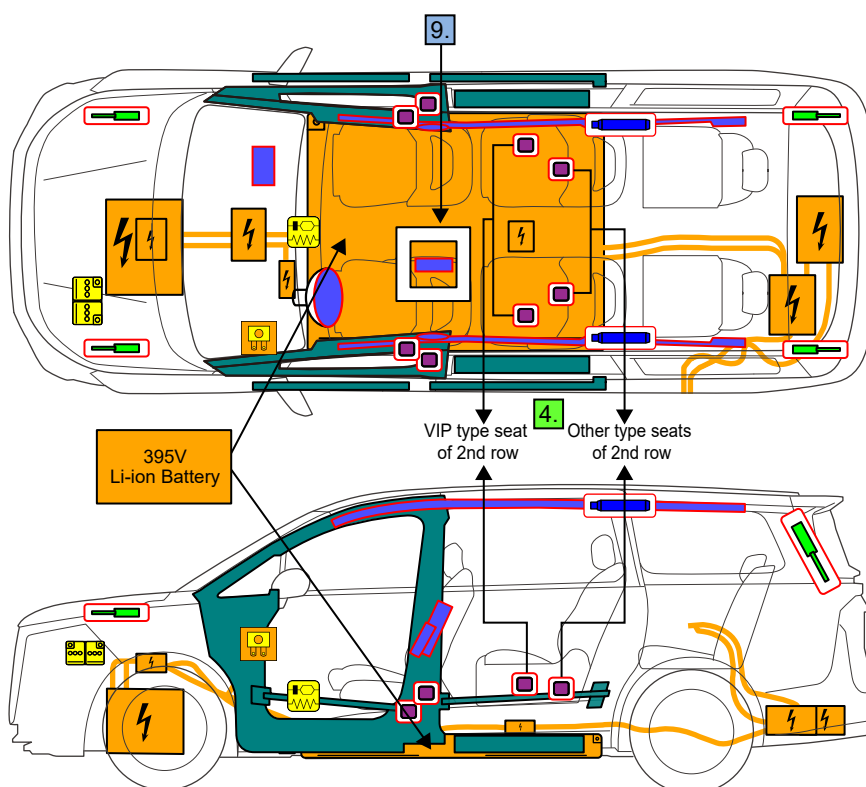 9.
4.
VIP type seat
of 2nd row
Other type seats
of 2nd row
395V
Li-ion Battery